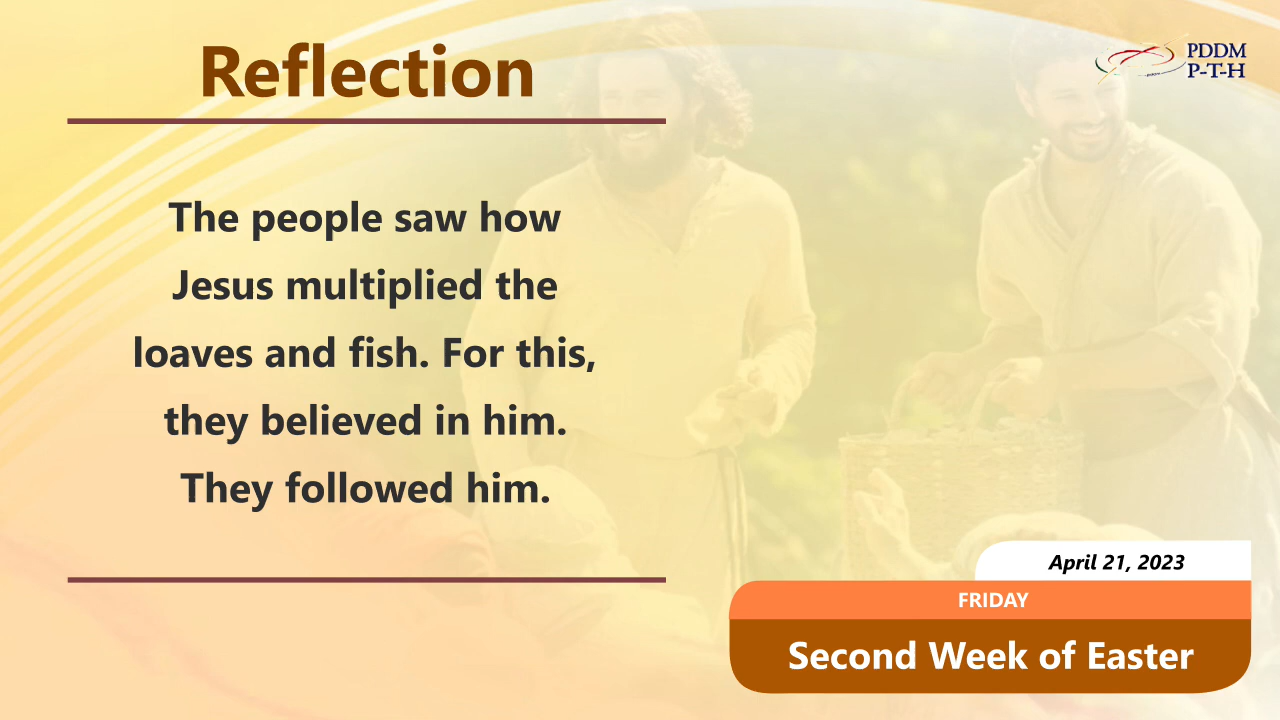 Reflection
PDDM
P-T-H
The people saw how
Jesus multiplied the
loaves and fish. For this,
they believed in him.
They followed him.
April 21, 2023
FRIDAY
Second Week of Easter